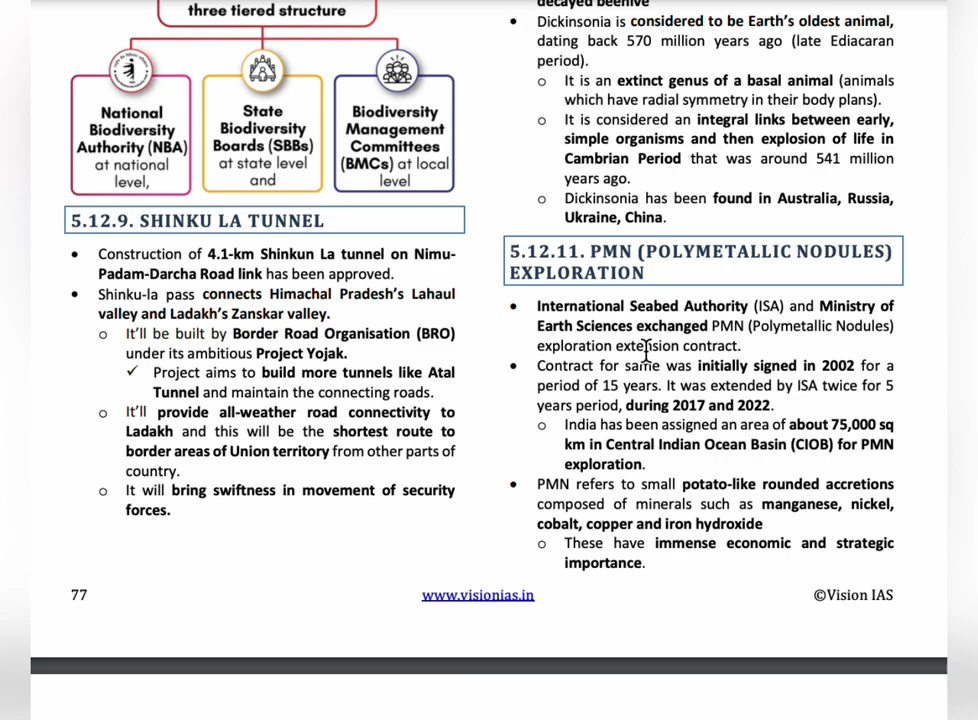 three tiered structure
National
Biodiversity
Authority (NBA)
at national
level,
State
Biodiversity
Boards (SBBs)
at state level
and
Biodiversity
Management
Committees
(BMCs) at local
level
5.12.9. SHINKU LA TUNNEL
• Construction of 4.1-km Shinkun La tunnel on Nimu-
Padam-Darcha Road link has been approved.
• Shinku-la pass connects Himachal Pradesh's Lahaul
valley and Ladakh's Zanskar valley.
o It'll be built by Border Road Organisation (BRO)
under its ambitious Project Yojak.
✓ Project aims to build more tunnels like Atal
Tunnel and maintain the connecting roads.
o It'll provide all-weather road connectivity to
Ladakh and this will be the shortest route to
border areas of Union territory from other parts of
country.
o It will bring swiftness in movement of security
forces.
decayed beehive
• Dickinsonia is considered to be Earth's oldest animal,
dating back 570 million years ago (late Ediacaran
period).
o It is an extinct genus of a basal animal (animals
which have radial symmetry in their body plans).
o It is considered an integral links between early,
simple organisms and then explosion of life in
Cambrian Period that was around 541 million
years ago.
o Dickinsonia has been found in Australia, Russia,
Ukraine, China.
5.12.11. PMN (POLYMETALLIC NODULES)
EXPLORATION
• International Seabed Authority (ISA) and Ministry of
Earth Sciences exchanged PMN (Polymetallic Nodules)
exploration extension contract.
• Contract for same was initially signed in 2002 for a
period of 15 years. It was extended by ISA twice for 5
years period, during 2017 and 2022.
o India has been assigned an area of about 75,000 sq
km in Central Indian Ocean Basin (CIOB) for PMN
exploration.
• PMN refers to small potato-like rounded accretions
composed of minerals such as manganese, nickel,
cobalt, copper and iron hydroxide
o These have immense economic and strategic
importance.
77
www.visionias.in
©Vision IAS